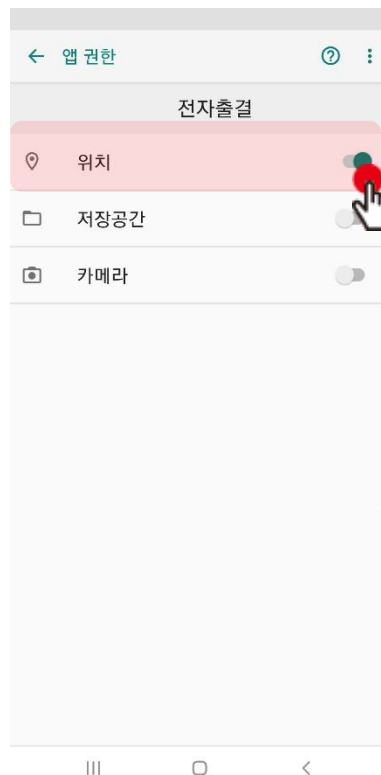 앱 권한
전자출결
위치
저장공간
카메라